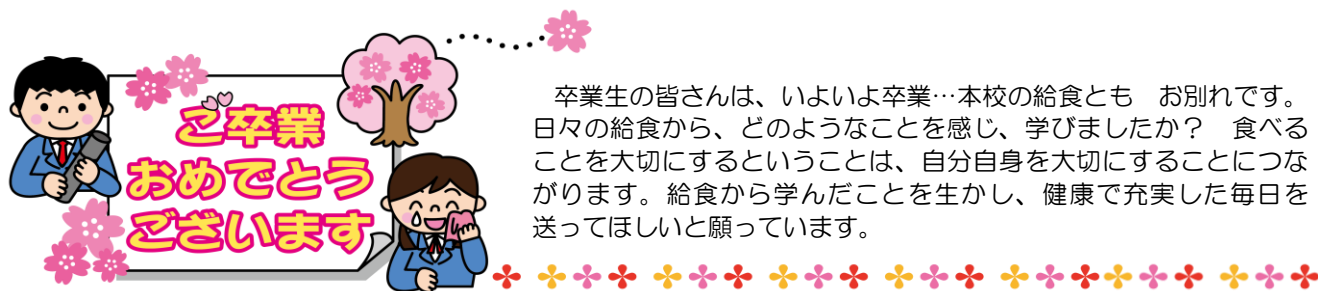 ご卒業
おめでとう
ございます
卒業生の皆さんは、いよいよ卒業…本校の給食とも　お別れです。
日々の給食から、どのようなことを感じ、学びましたか？　食べる
ことを大切にするということは、自分自身を大切にすることにつな
がります。給食から学んだことを生かし、健康で充実した毎日を
送ってほしいと願っています。